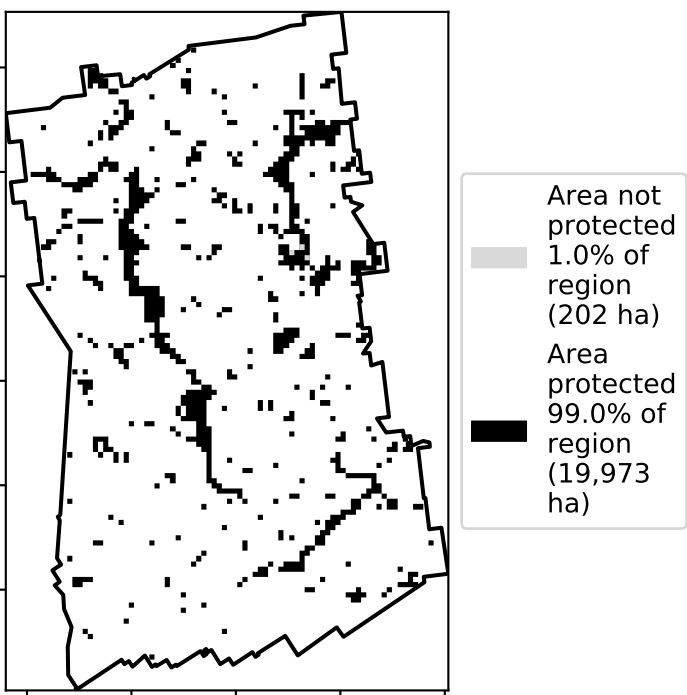 Area not
protected
1.0% of
region
(202 ha)
Area
protected
99.0% of
region
(19,973
ha)